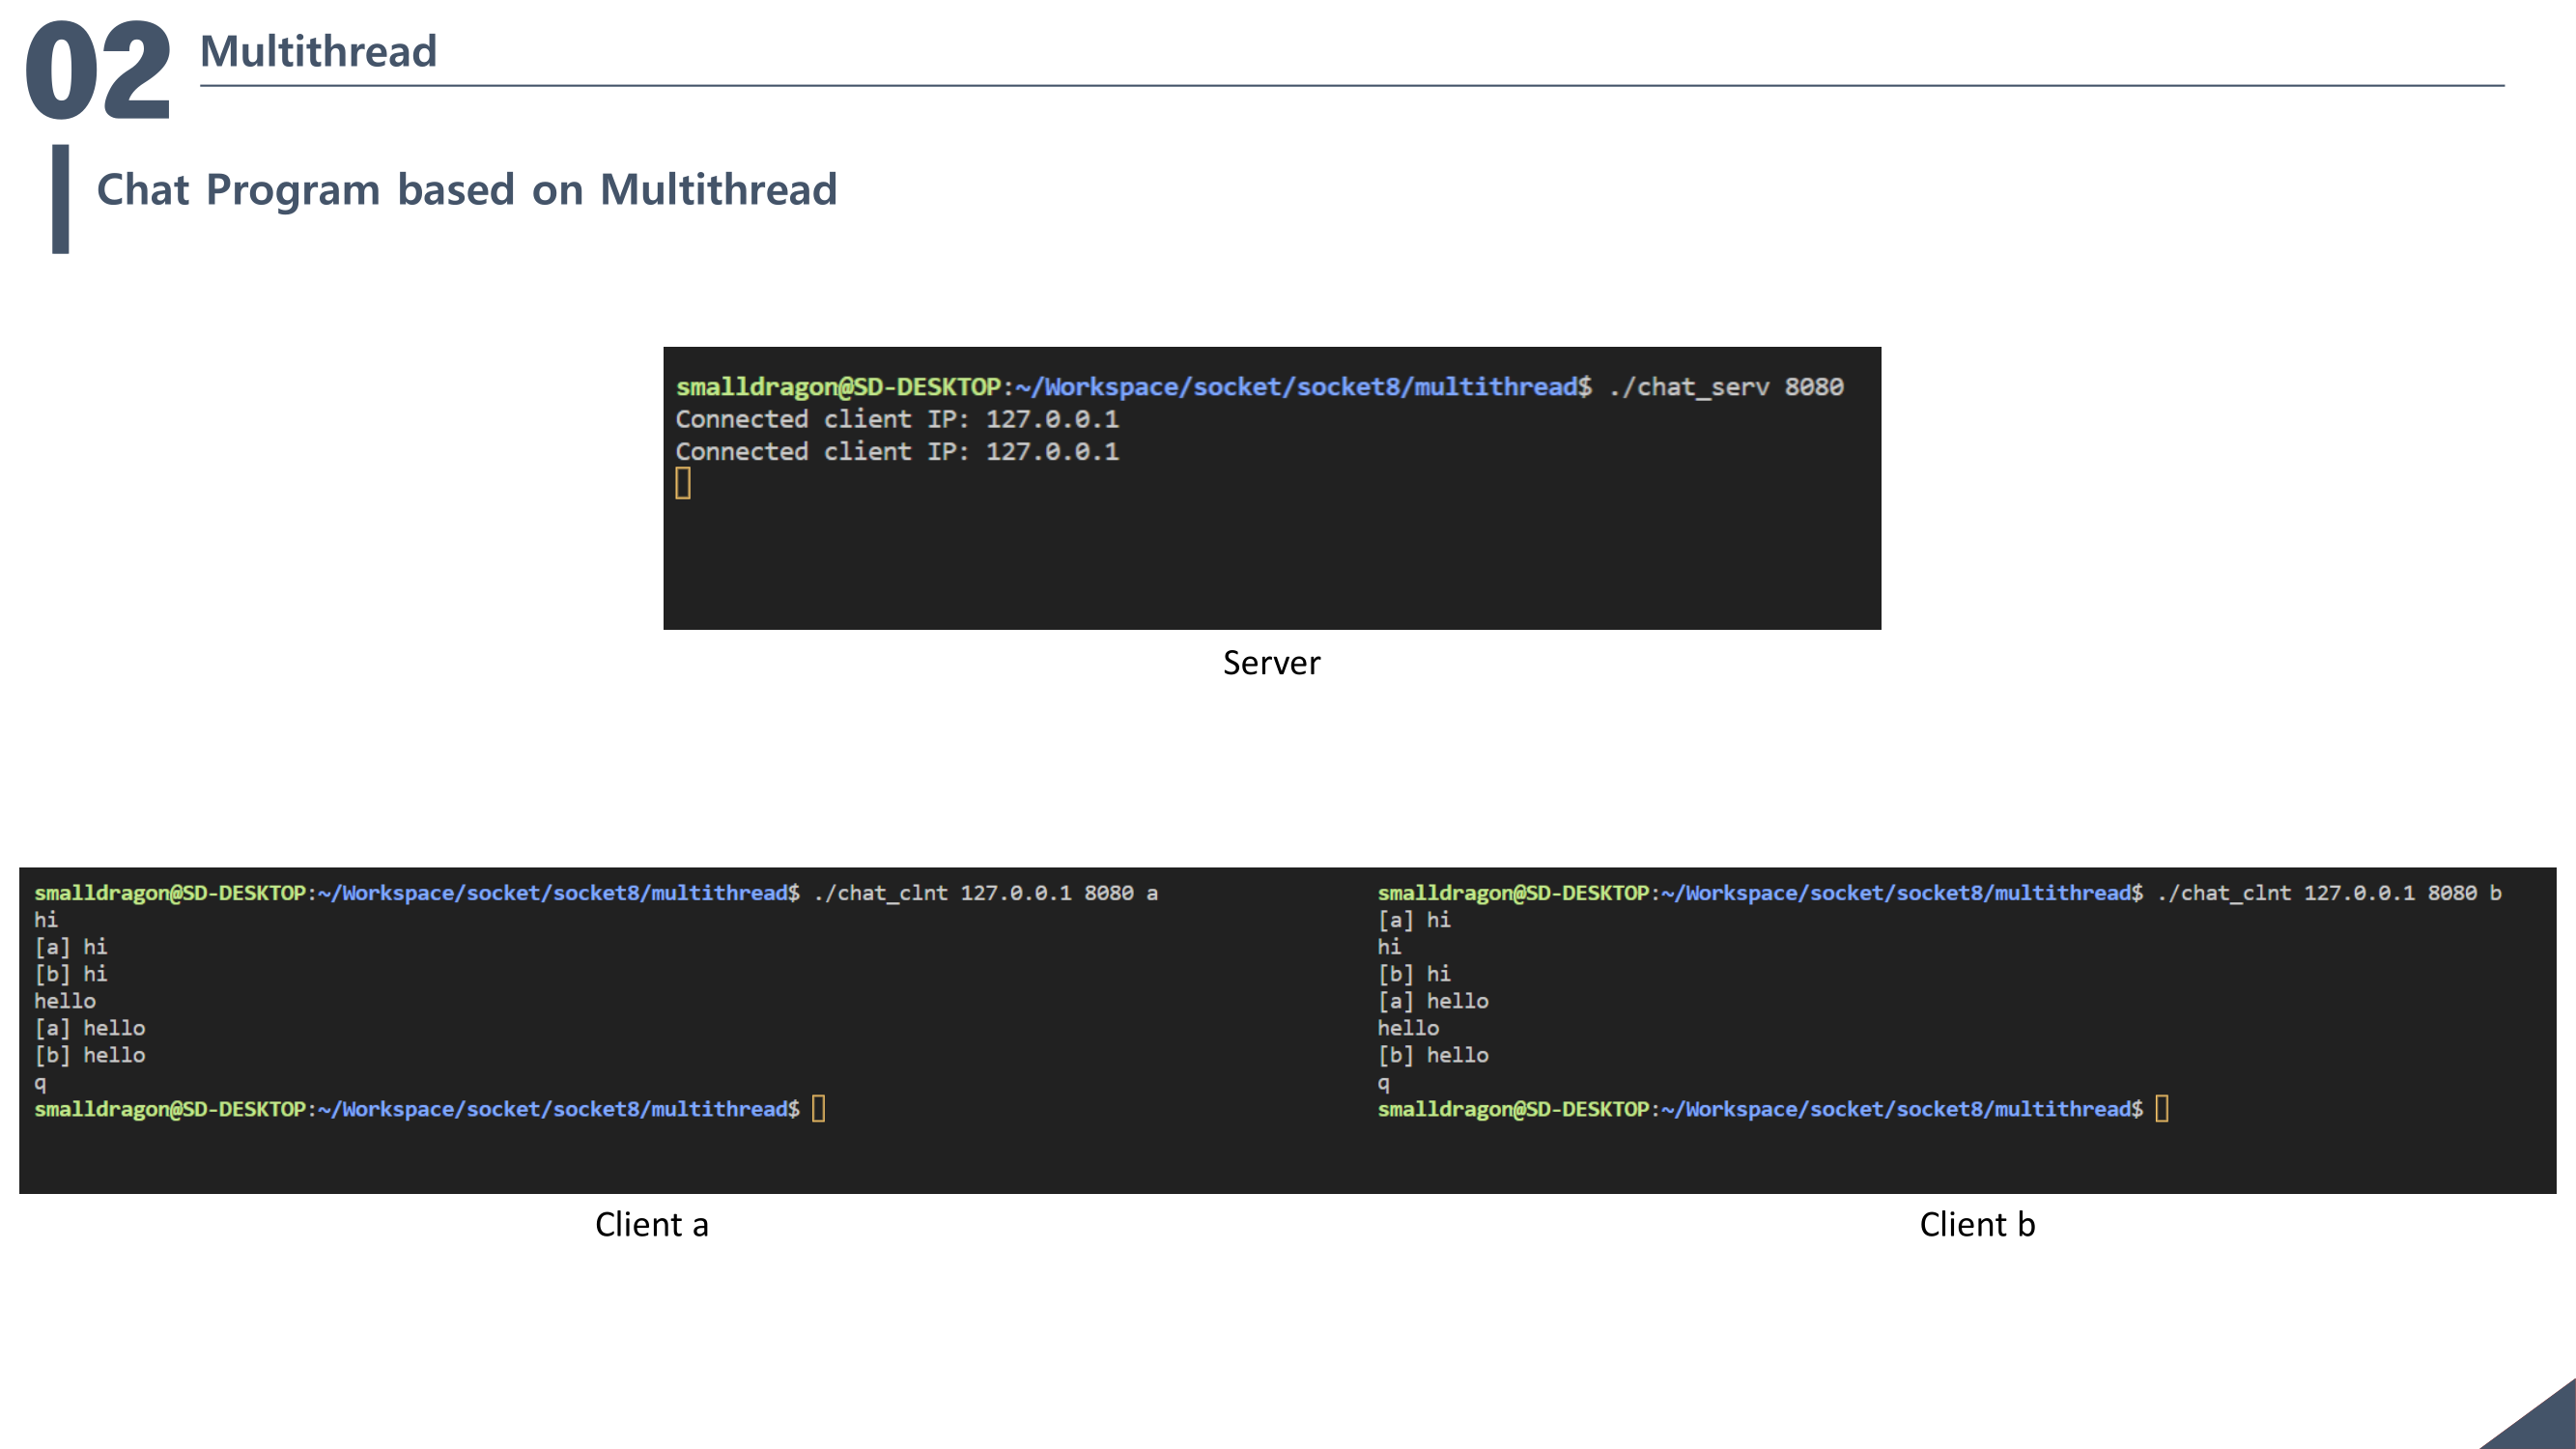 02
Multithread
Chat Program based on Multithread
smalldragon@SD-DESKTOP:~/Workspace/socket/socket8/multithread$ ./chat_serv 8080
Connected client IP: 127.0.0.1
Connected client IP: 127.0.0.1
Server
smalldragon@SD-DESKTOP:~/Workspace/socket/socket8/multithread$ ./chat_clnt 127.0.0.1 8080 a
hi
[a] hi
[b] hi
hello
[a] hello
[b] hello
q
smalldragon@SD-DESKTOP:~/Workspace/socket/socket8/multithread$
Client a
smalldragon@SD-DESKTOP:~/Workspace/socket/socket8/multithread$ ./chat_clnt 127.0.0.1 8080 b
[a] hi
hi
[b] hi
[a] hello
hello
[b] hello
q
smalldragon@SD-DESKTOP:~/Workspace/socket/socket8/multithread$
Client b